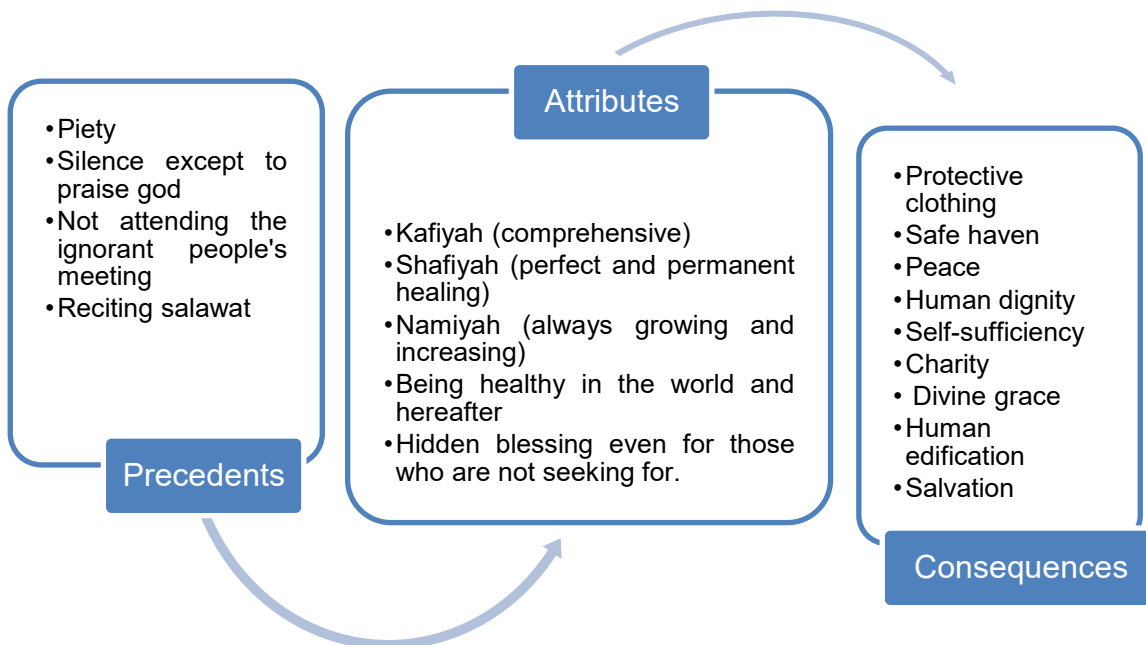 •Piety
•Silence except to
praise god
•Not attending the
ignorant people's
meeting
•Reciting salawat
Precedents
Attributes
•Kafiyah (comprehensive)
•Shafiyah (perfect and permanent
healing)
•Namiyah (always growing and
increasing)
•Being healthy in the world and
hereafter
•Hidden blessing even for those
who are not seeking for.
•Protective
clothing
•Safe haven
•Peace
•Human dignity
•Self-sufficiency
•Charity
• Divine grace
•Human
edification
•Salvation
Consequences